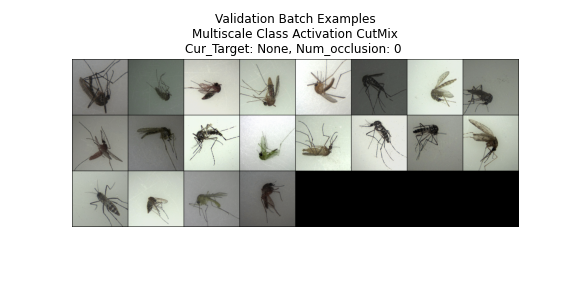 Validation Batch Examples
Multiscale Class Activation CutMix
Cur_Target: None, Num_occlusion: 0